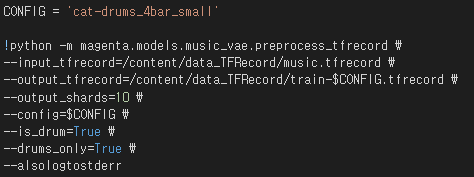 CONFIG = 'cat-drums_4bar_small'
!python -m magenta.models.music_vae.preprocess_tfrecord ₩
--input_tfrecord=/content/data_TFRecord/music.tfrecord ₩
--output_tfrecord=/content/data_TFRecord/train-$CONFIG.tfrecord ₩
--output_shards=10 ₩
--config=$CONFIG ₩
--is_drum=True ₩
--drums_only=True ₩
--alsologtostderr